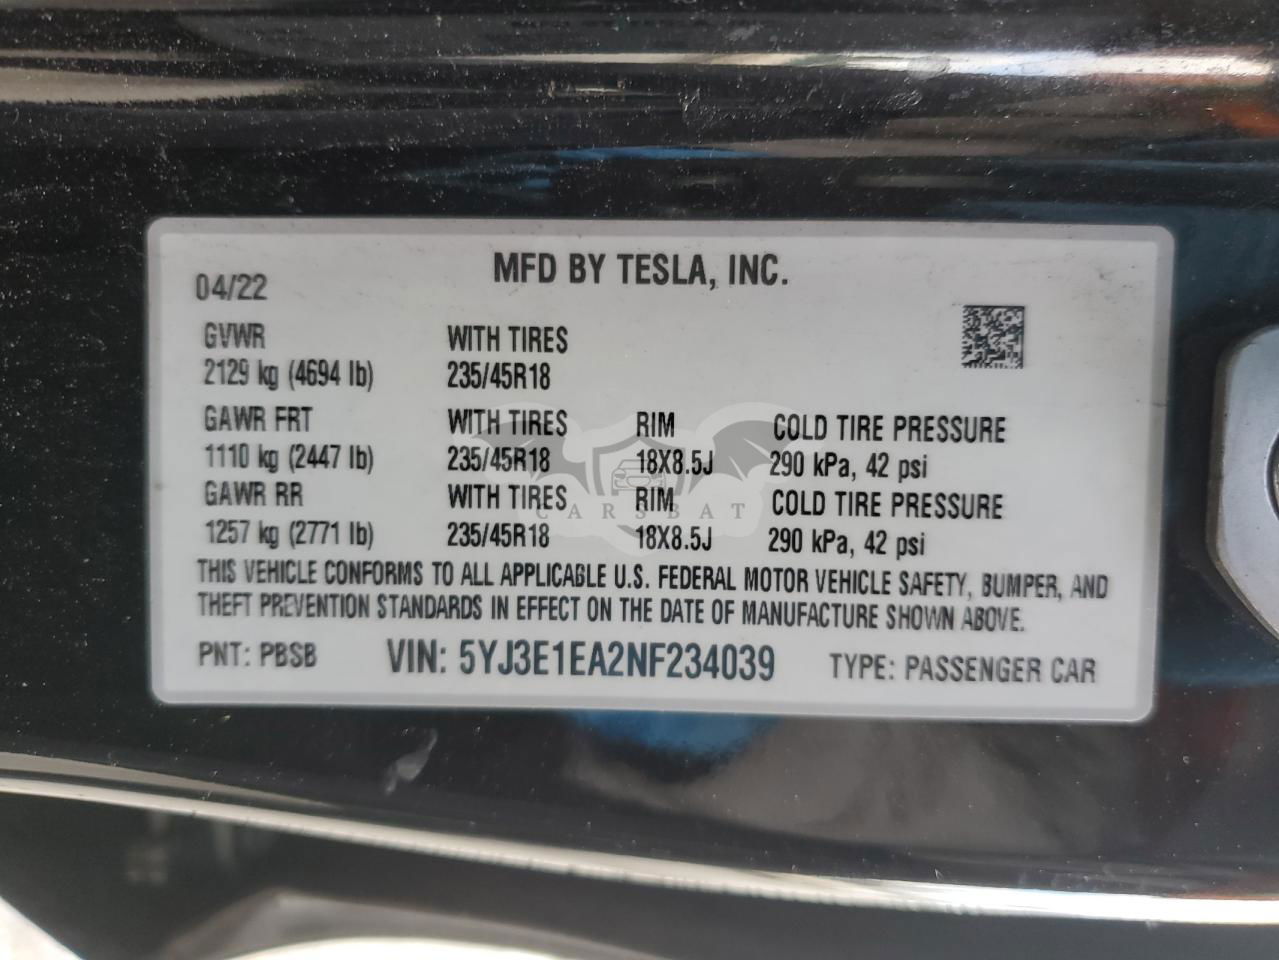 MFD BY TESLA, INC.
04/22
GVWR WITH TIRES
2129 kg (4694 lb) 235/45R18
GAWR FRT WITH TIRES RIM COLD TIRE PRESSURE
1110 kg (2447 lb) 235/45R18 18X8.5J 290 kPa, 42 psi
GAWR RR WITH TIRES RIM COLD TIRE PRESSURE
CARSBAT
1257 kg (2771 lb) 235/45R18 18X8.5J 290 kPa, 42 psi
THIS VEHICLE CONFORMS TO ALL APPLICABLE U.S. FEDERAL MOTOR VEHICLE SAFETY, BUMPER, AND
THEFT PREVENTION STANDARDS IN EFFECT ON THE DATE OF MANUFACTURE SHOWN ABOVE.
PNT: PBSB VIN: 5YJ3E1EA2NF234039 TYPE: PASSENGER CAR